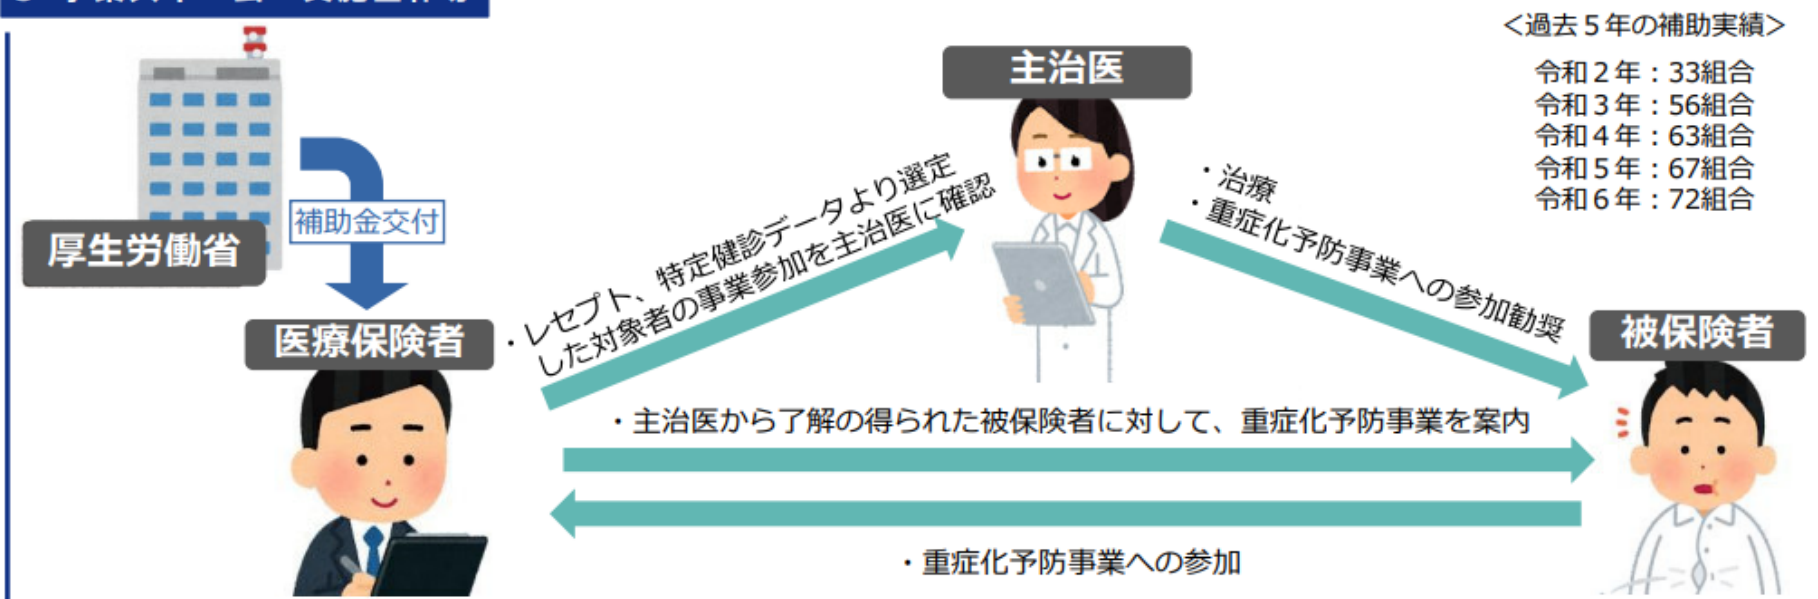 ＜過去５年の補助実績＞
令和２年：33組合
令和３年：56組合
令和４年：63組合
令和５年：67組合
令和６年：72組合
主治医
厚生労働省
補助金交付
医療保険者
・レセプト、特定健診データより選定
した対象者の事業参加を主治医に確認
・治療
・重症化予防事業への参加勧奨
被保険者
・主治医から了解の得られた被保険者に対して、重症化予防事業を案内
・重症化予防事業への参加